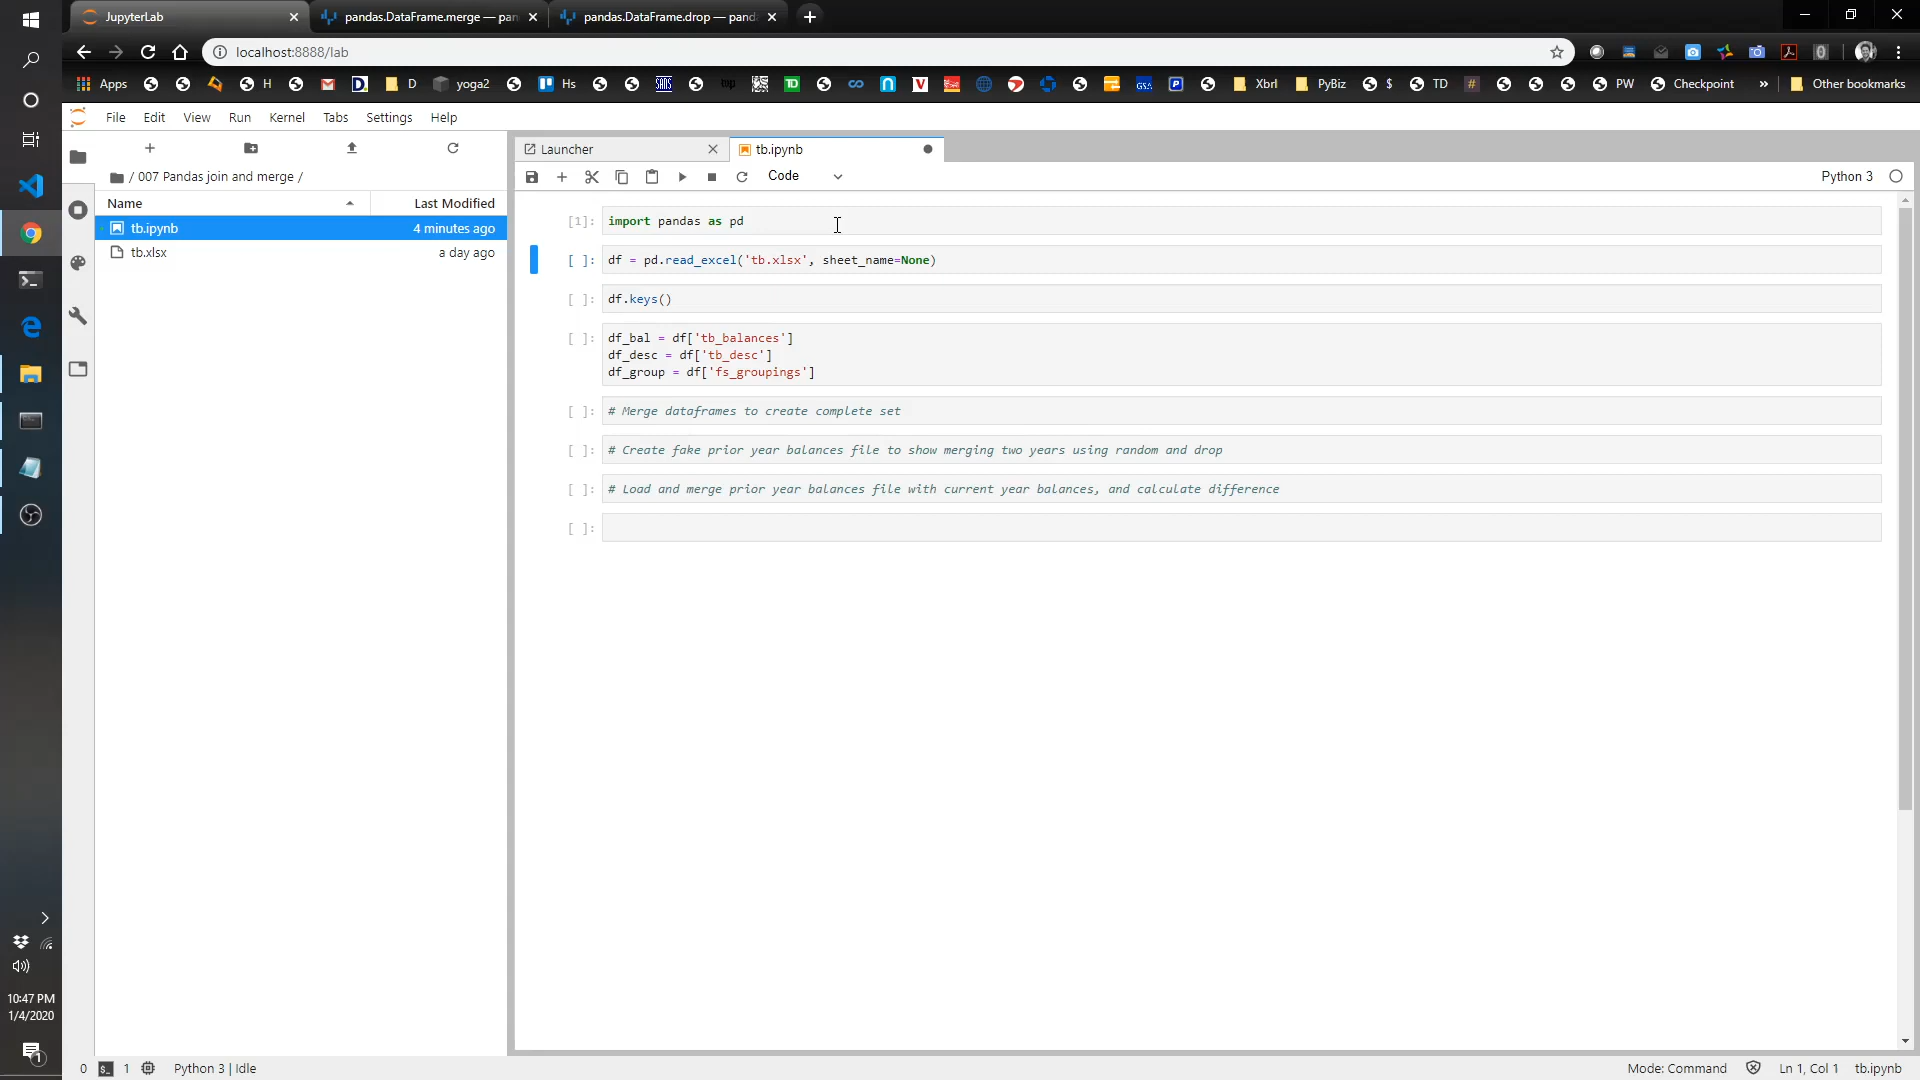 JupyterLab
pandas.DataFrame.merge — pan
pandas.DataFrame.drop — panda
localhost:8888/lab
Apps
H
D
yoga2
Hs
TD
GSA
Xbrl
PyBiz
$
TD
#
PW
Checkpoint
»
Other bookmarks
File Edit View Run Kernel Tabs Settings Help
/ 007 Pandas join and merge /
Name Last Modified
tb.ipynb 4 minutes ago
tb.xlsx a day ago
Launcher
tb.ipynb
Code
Python 3
[1]: import pandas as pd
[ ]: df = pd.read_excel('tb.xlsx', sheet_name=None)
[ ]: df.keys()
[ ]: df_bal = df['tb_balances']
df_desc = df['tb_desc']
df_group = df['fs_groupings']
[ ]: # Merge dataframes to create complete set
[ ]: # Create fake prior year balances file to show merging two years using random and drop
[ ]: # Load and merge prior year balances file with current year balances, and calculate difference
[ ]:
10:47 PM
1/4/2020
1
0 $_ 1 Python 3 | Idle
Mode: Command Ln 1, Col 1 tb.ipynb